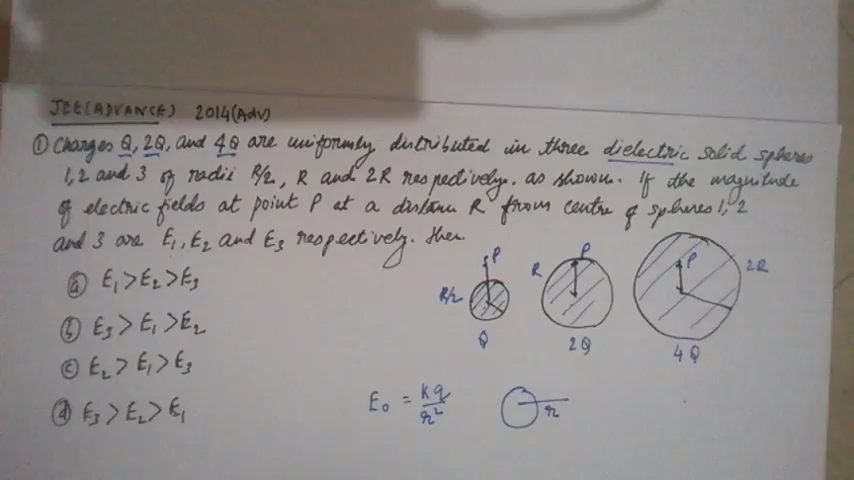 JEE(ADVANCE) 2014(Adv)
① Charges Q, 2Q, and 4Q are uniformly distributed in three dielectric solid spheres
1,2 and 3 of radii R/2, R and 2R respectively. as shown. If the magnitude
of electric fields at point P at a distam R from centre of spheres 1, 2
and 3 are E₁, E₂ and E₃ respectively. then
ⓐ E₁ > E₂ > E₃
ⓑ E₃ > E₁ > E₂
ⓒ E₂ > E₁ > E₃
ⓓ E₃ > E₂ > E₁
P
R/2
Q
P
R
2Q
P
2R
4Q
E₀ = kq/r²
r